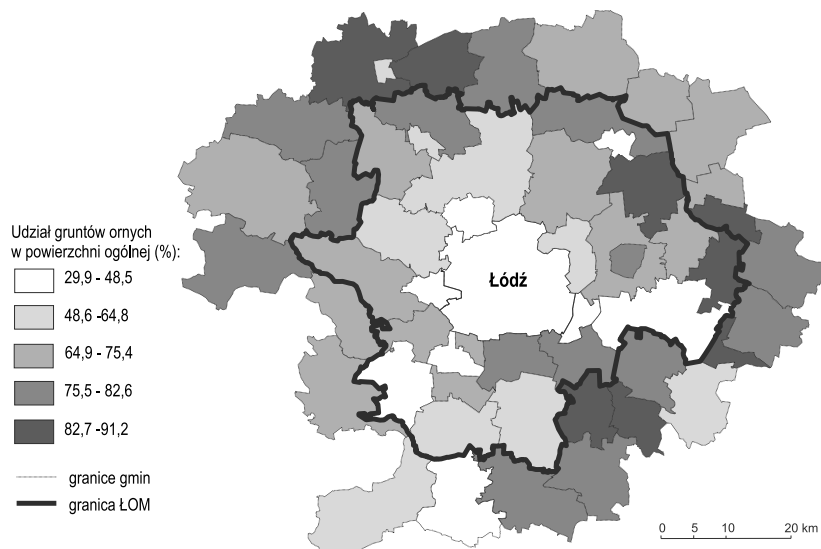 Łódź
Udział gruntów ornych
w powierzchni ogólnej (%):
29,9 - 48,5
48,6 -64,8
64,9 - 75,4
75,5 - 82,6
82,7 -91,2
granice gmin
granica ŁOM
0 5 10 20 km